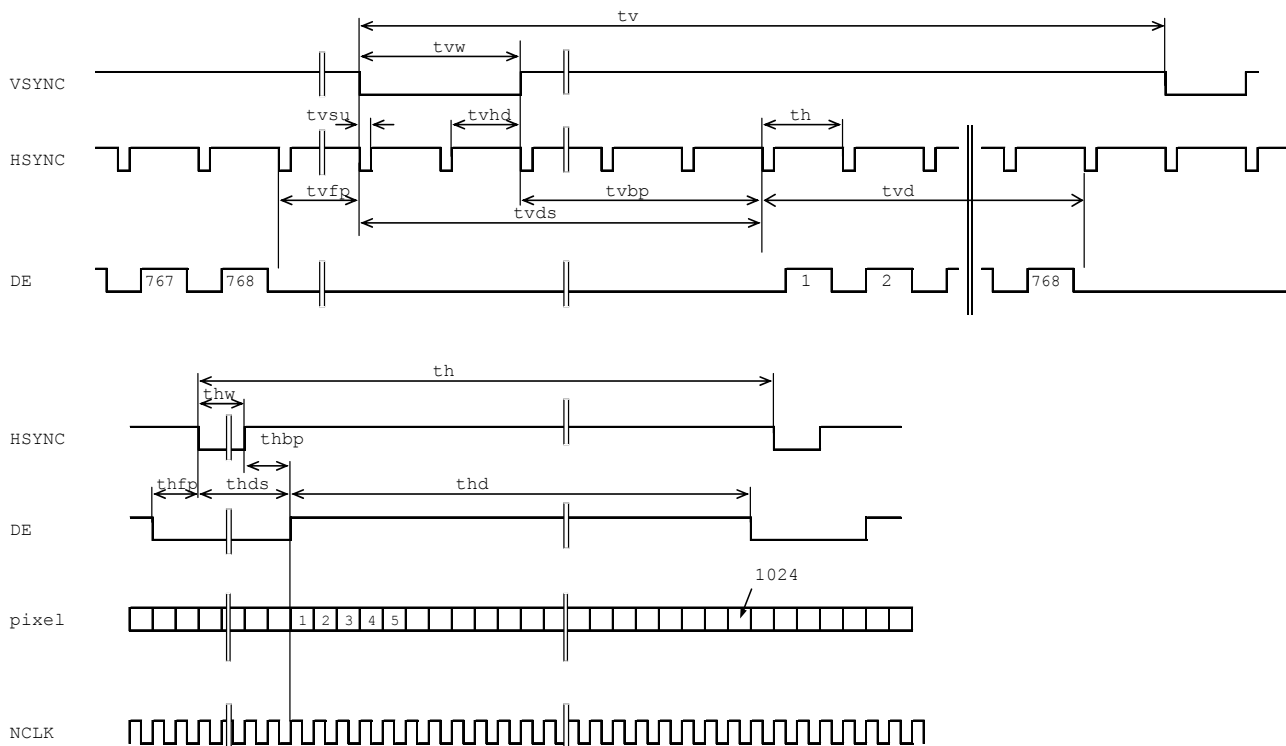 tv
tvw
VSYNC
tvsu
tvhd
th
HSYNC
tvfp
tvbp
tvd
tvds
DE
767
768
1
2
768
th
thw
HSYNC
thbp
thfp
thds
thd
DE
1024
pixel
1 2 3 4 5
NCLK